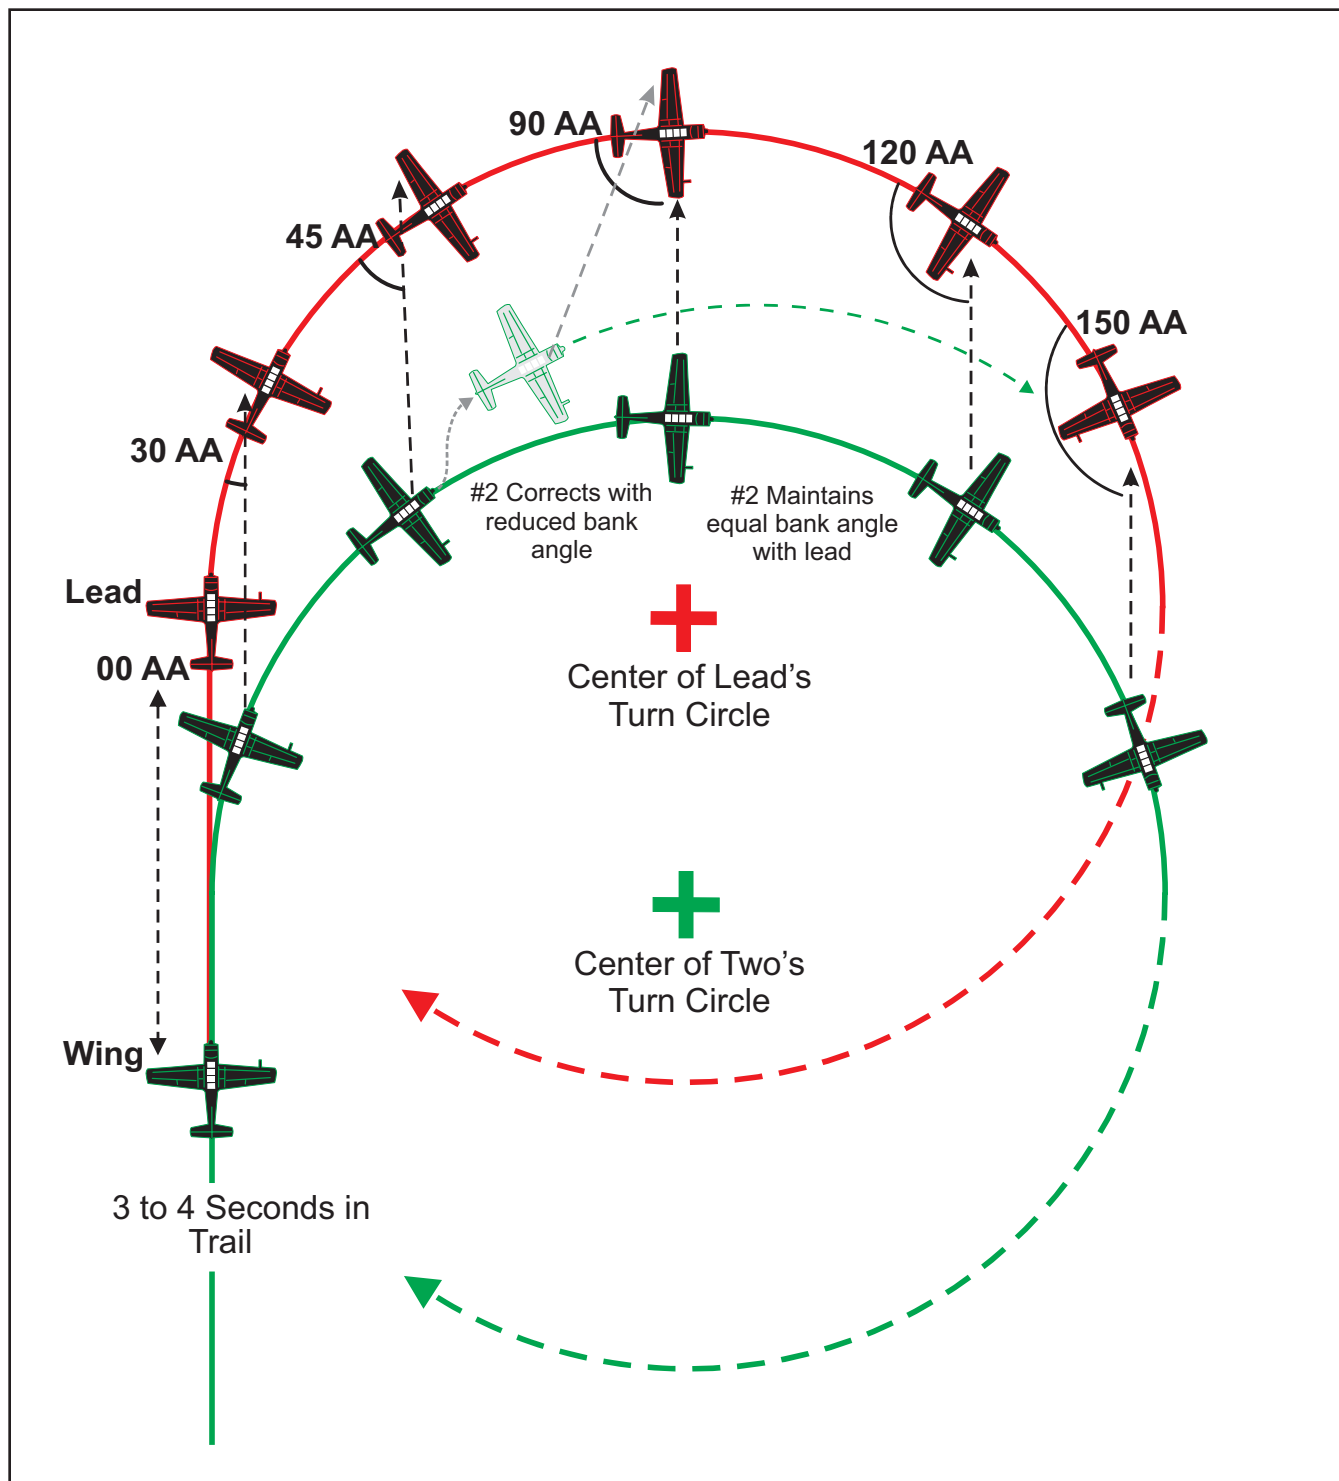 90 AA
120 AA
45 AA
150 AA
30 AA
#2 Corrects with
reduced bank
angle
#2 Maintains
equal bank angle
with lead
Lead
00 AA
Center of Lead's
Turn Circle
Center of Two's
Turn Circle
Wing
3 to 4 Seconds in
Trail